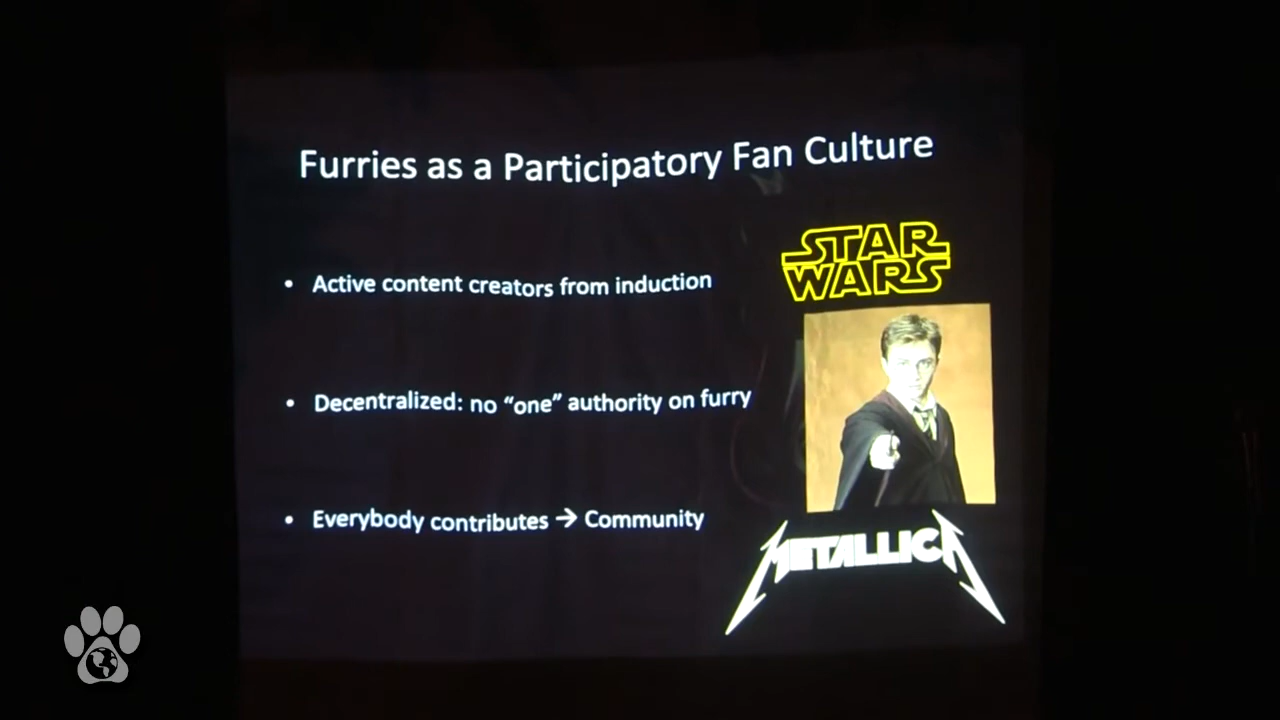 Furries as a Participatory Fan Culture
• Active content creators from induction
• Decentralized: no “one” authority on furry
• Everybody contributes → Community
STAR
WARS
METALLICA